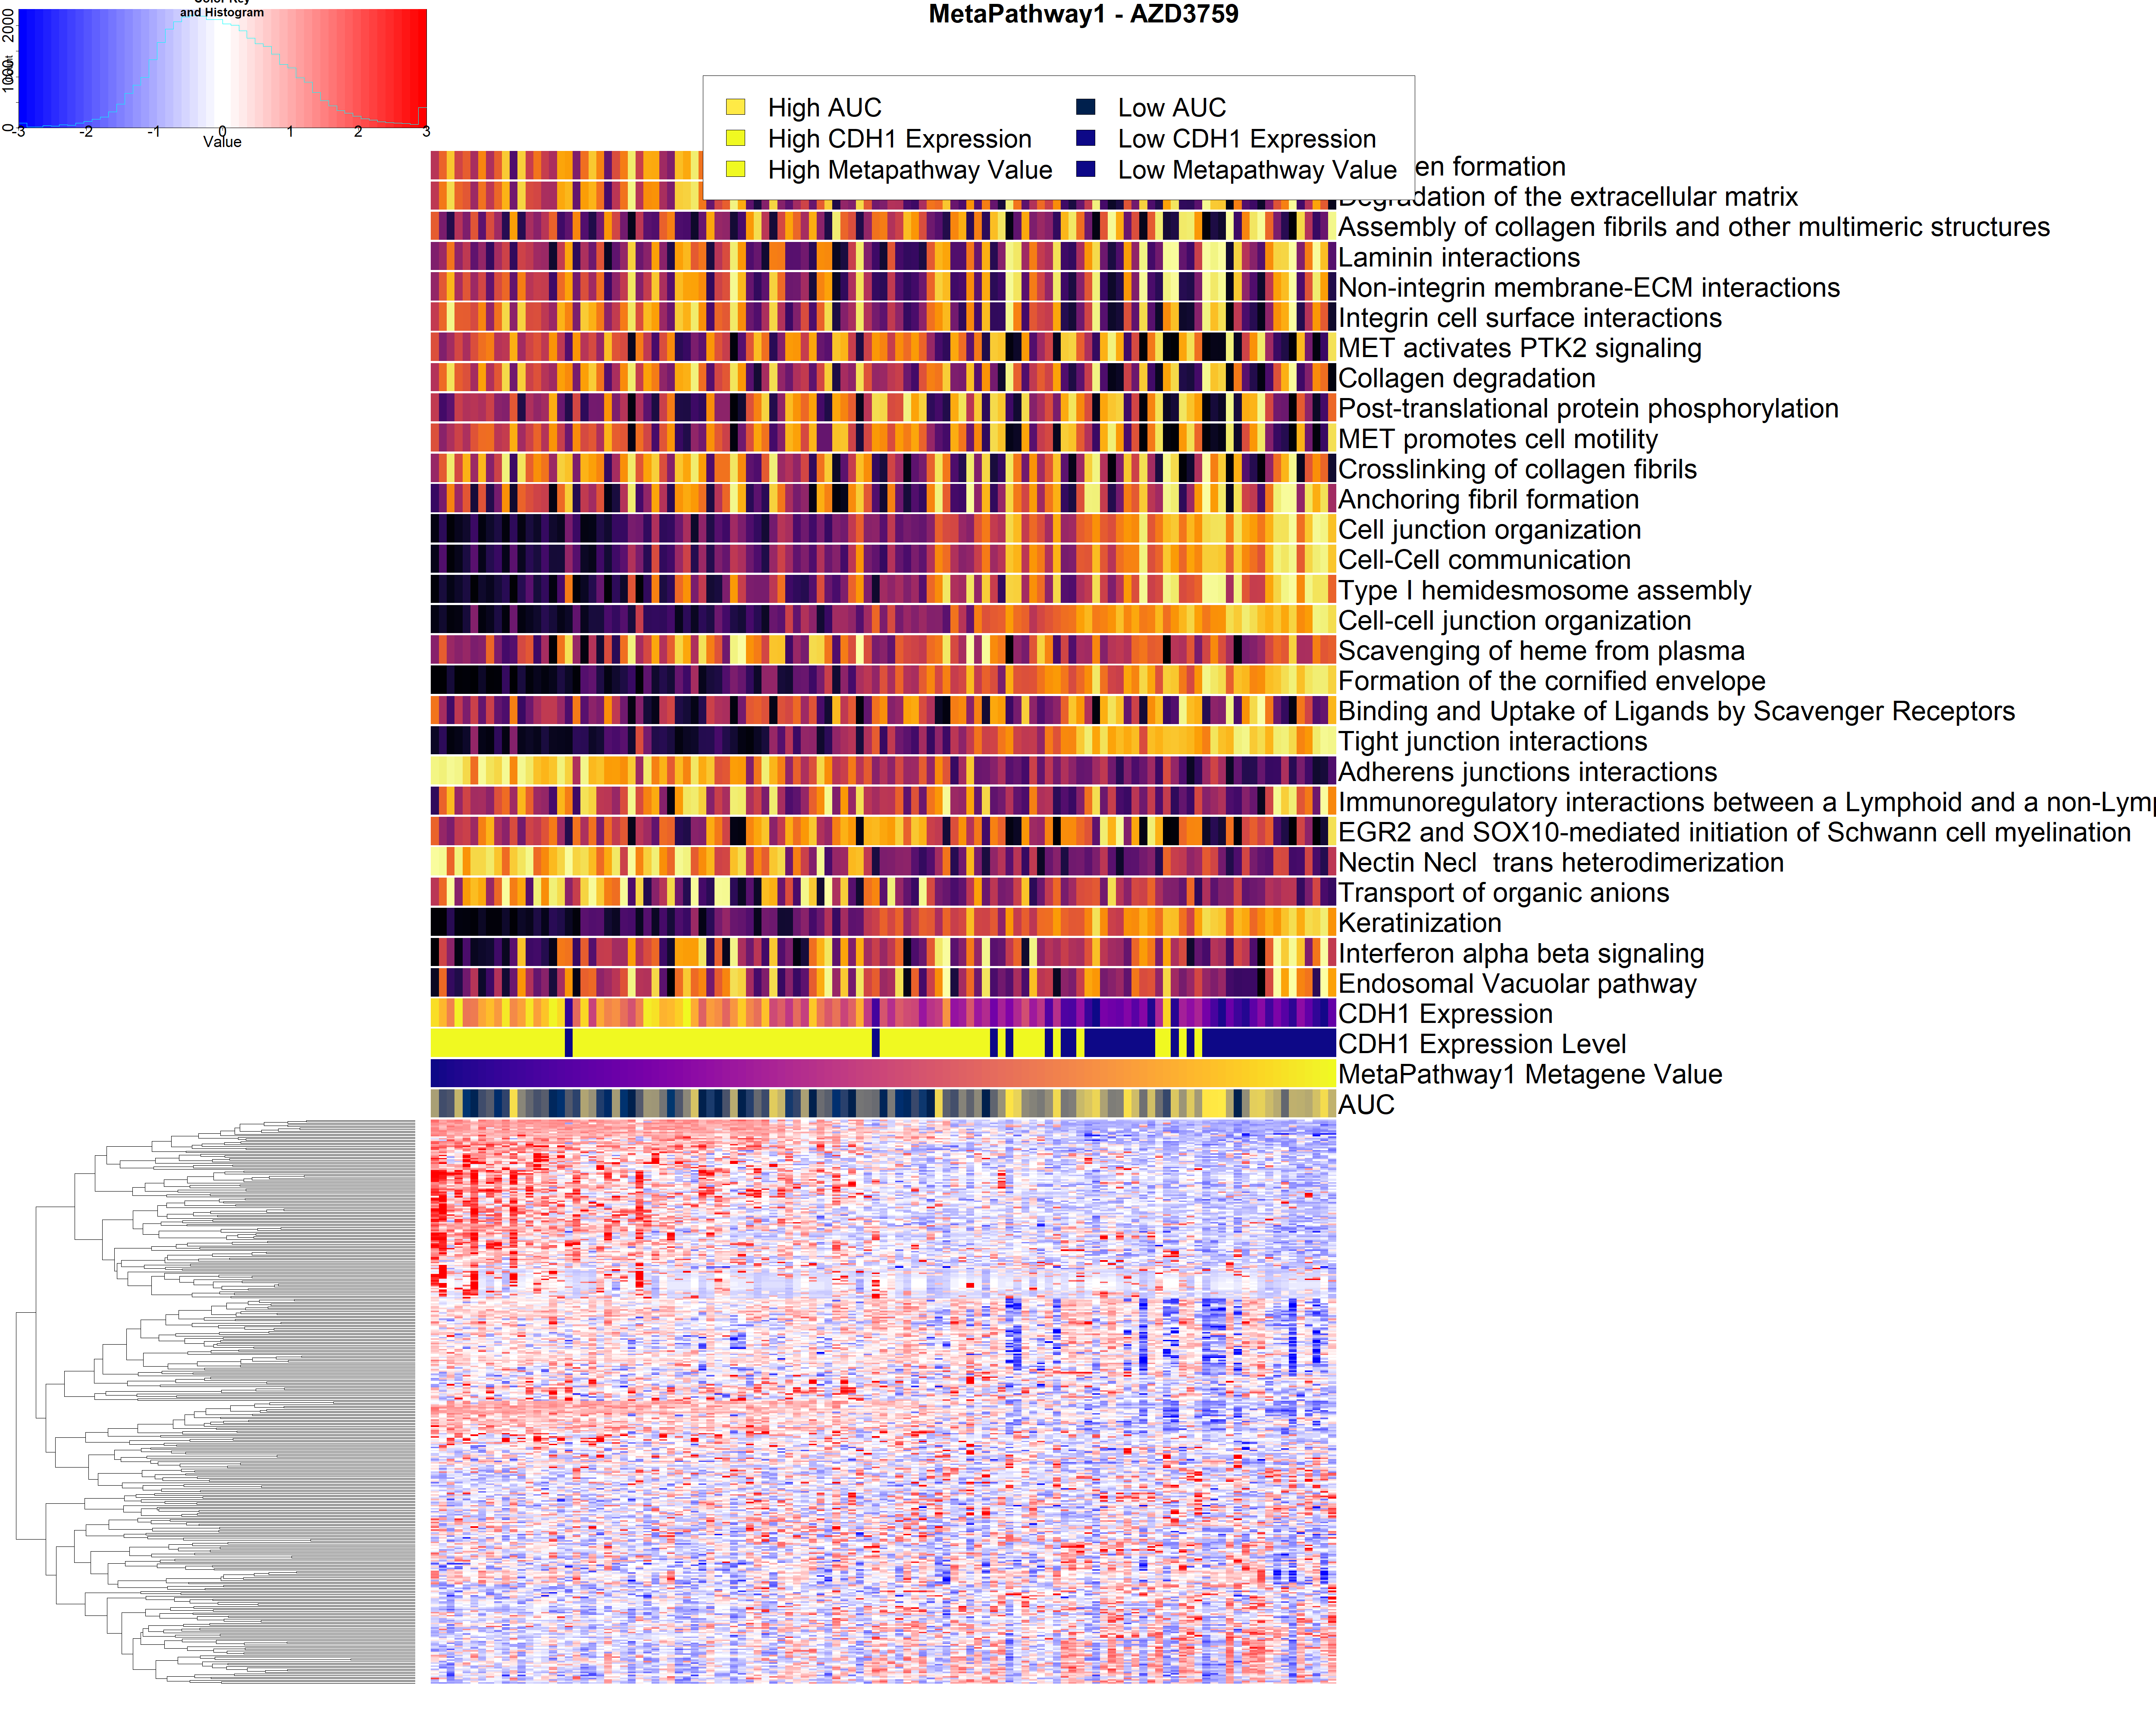 MetaPathway1 - AZD3759
and Histogram
0 1000 2000
-3 -2 -1 0 1 2 3
Value
High AUC Low AUC
High CDH1 Expression Low CDH1 Expression
High Metapathway Value Low Metapathway Value
en formation
Degradation of the extracellular matrix
Assembly of collagen fibrils and other multimeric structures
Laminin interactions
Non-integrin membrane-ECM interactions
Integrin cell surface interactions
MET activates PTK2 signaling
Collagen degradation
Post-translational protein phosphorylation
MET promotes cell motility
Crosslinking of collagen fibrils
Anchoring fibril formation
Cell junction organization
Cell-Cell communication
Type I hemidesmosome assembly
Cell-cell junction organization
Scavenging of heme from plasma
Formation of the cornified envelope
Binding and Uptake of Ligands by Scavenger Receptors
Tight junction interactions
Adherens junctions interactions
Immunoregulatory interactions between a Lymphoid and a non-Lymp
EGR2 and SOX10-mediated initiation of Schwann cell myelination
Nectin Necl trans heterodimerization
Transport of organic anions
Keratinization
Interferon alpha beta signaling
Endosomal Vacuolar pathway
CDH1 Expression
CDH1 Expression Level
MetaPathway1 Metagene Value
AUC